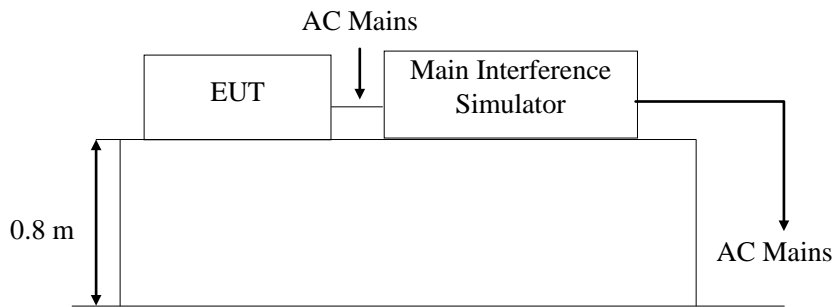 AC Mains
EUT
Main Interference
Simulator
0.8 m
AC Mains